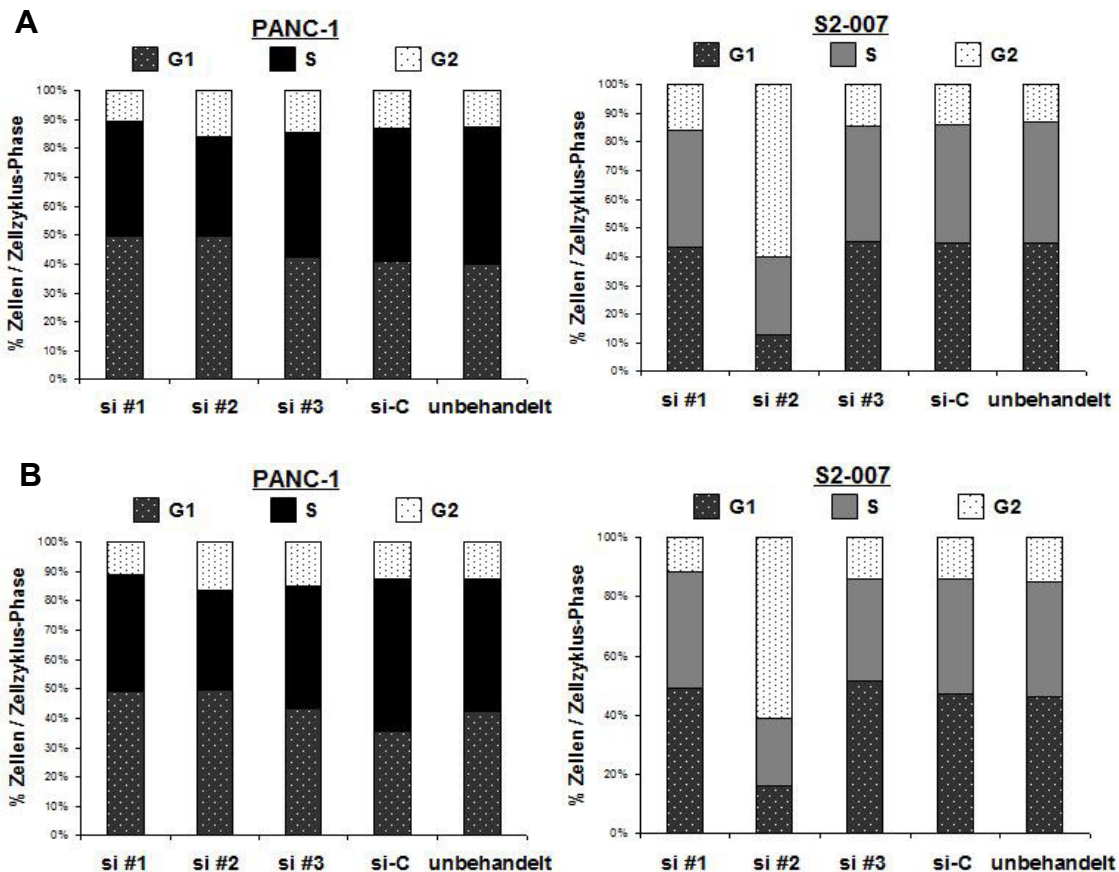 A
PANC-1
G1 S G2
% Zellen / Zellzyklus-Phase
100%
90%
80%
70%
60%
50%
40%
30%
20%
10%
0%
si #1 si #2 si #3 si-C unbehandelt
S2-007
G1 S G2
% Zellen / Zellzyklus-Phase
100%
90%
80%
70%
60%
50%
40%
30%
20%
10%
0%
si #1 si #2 si #3 si-C unbehandelt
B
PANC-1
G1 S G2
% Zellen / Zellzyklus-Phase
100%
90%
80%
70%
60%
50%
40%
30%
20%
10%
0%
si #1 si #2 si #3 si-C unbehandelt
S2-007
G1 S G2
% Zellen / Zellzyklus-Phase
100%
80%
60%
40%
20%
0%
si #1 si #2 si #3 si-C unbehandelt